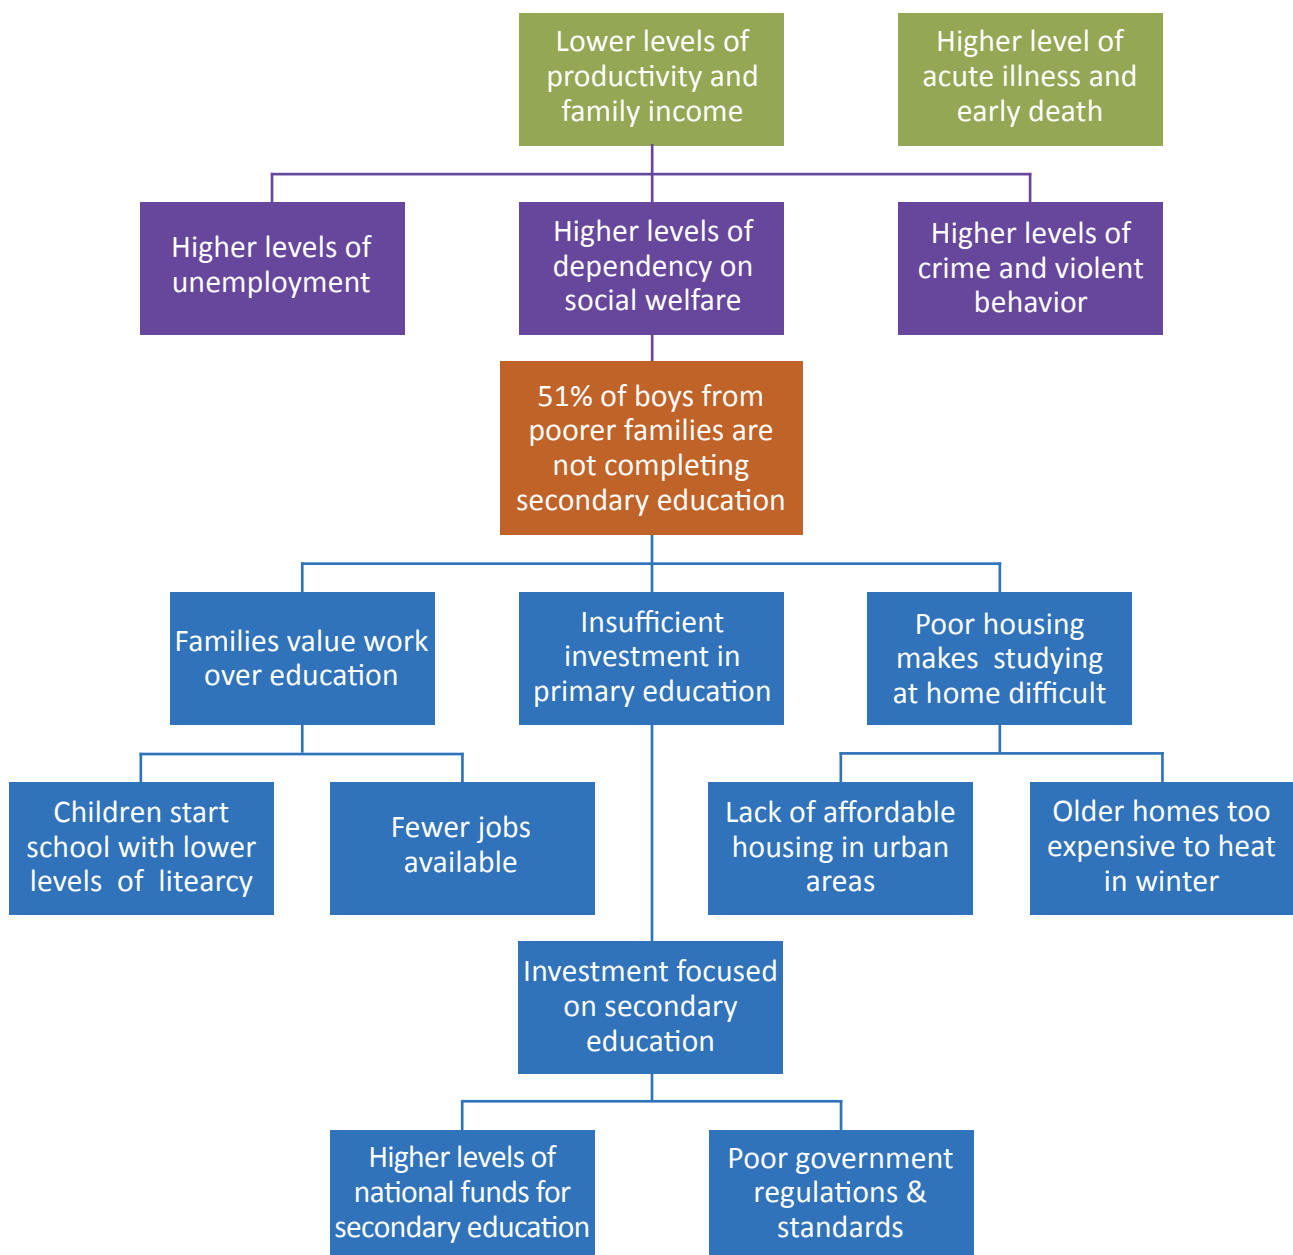 Lower levels of
productivity and
family income
Higher level of
acute illness and
early death
Higher levels of
unemployment
Higher levels of
dependency on
social welfare
Higher levels of
crime and violent
behavior
51% of boys from
poorer families are
not completing
secondary education
Families value work
over education
Insufficient
investment in
primary education
Poor housing
makes  studying
at home difficult
Children start
school with lower
levels  of  litearcy
Fewer jobs
available
Lack of affordable
housing in urban
areas
Older homes too
expensive to heat
in winter
Investment focused
on secondary
education
Higher levels of
national funds for
secondary education
Poor government
regulations &
standards